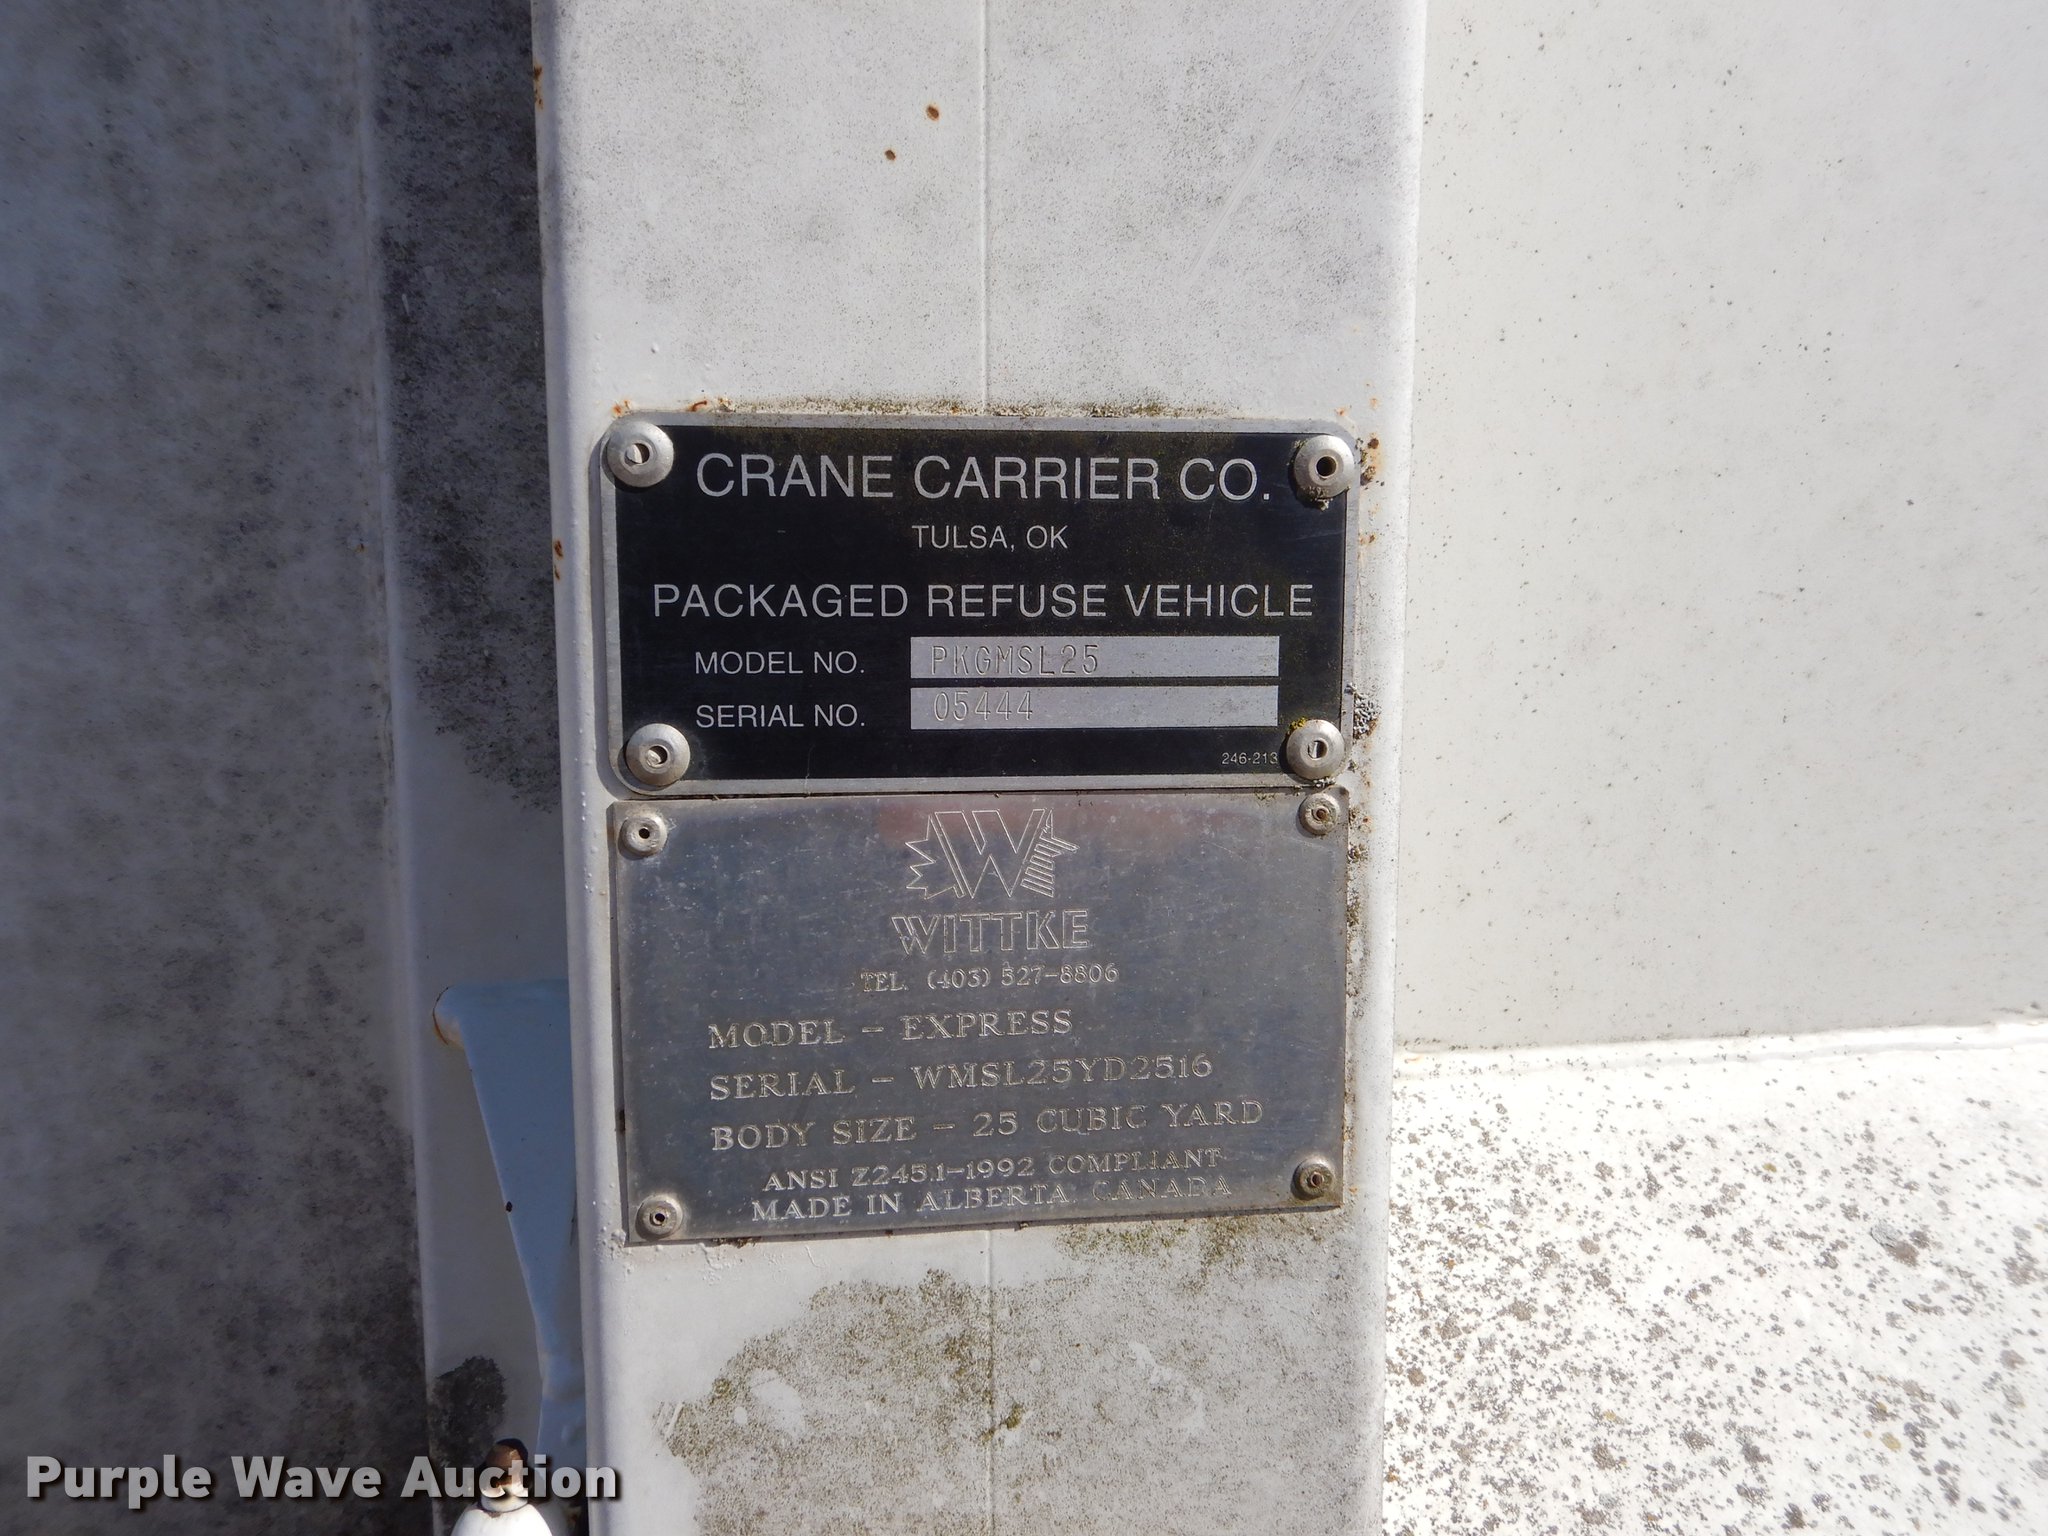 CRANE CARRIER CO.
TULSA, OK
PACKAGED REFUSE VEHICLE
MODEL NO. PKGMSL25
SERIAL NO. 05444
246-213
W
WITTKE
TEL. (403) 527-8806
MODEL - EXPRESS
SERIAL - WMSL25YD2516
BODY SIZE - 25 CUBIC YARD
ANSI Z245.1-1992 COMPLIANT
MADE IN ALBERTA, CANADA
Purple Wave Auction